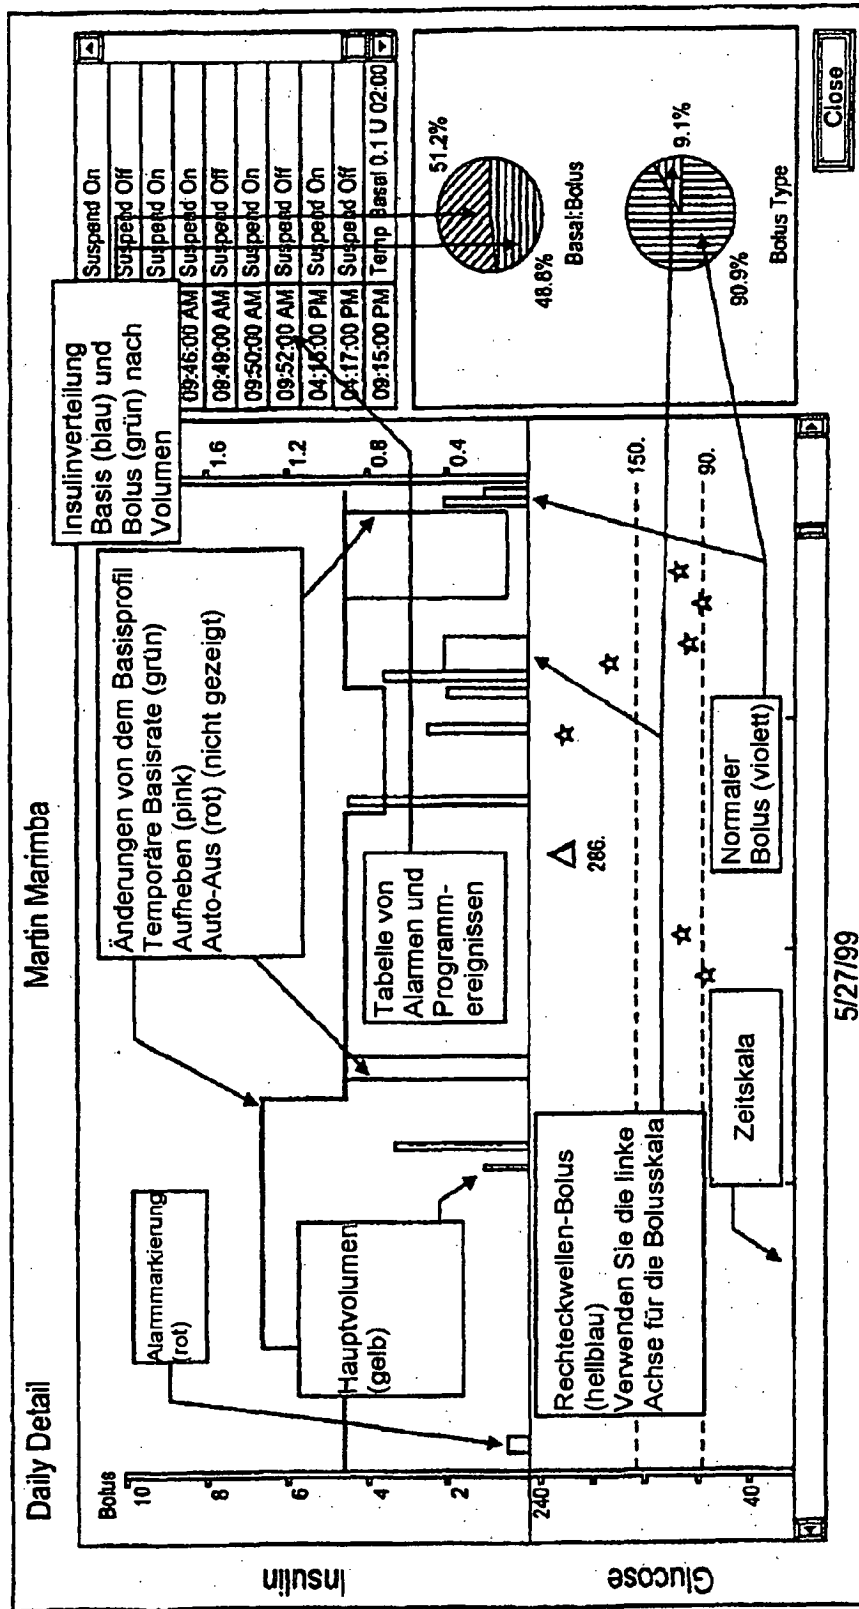 Daily Detail
Martin Marimba
Insulin
Bolus
10
8
6
4
2
Alarmmarkierung
(rot)
Hauptvolumen
(gelb)
Änderungen von dem Basisprofil
Temporäre Basisrate (grün)
Aufheben (pink)
Auto-Aus (rot) (nicht gezeigt)
Insulinverteilung
Basis (blau) und
Bolus (grün) nach
Volumen
Tabelle von
Alarmen und
Programm-
ereignissen
1.6
1.2
0.8
0.4
Suspend On
Suspend Off
Suspend On
09:46:00 AM Suspend On
09:49:00 AM Suspend Off
09:50:00 AM Suspend On
09:52:00 AM Suspend Off
04:15:00 PM Suspend On
04:17:00 PM Suspend Off
09:15:00 PM Temp Basal 0.1 U 02:00
51.2%
48.8%
Basal:Bolus
9.1%
90.9%
Bolus Type
Close
Glucose
240
40
286.
150.
90.
Rechteckwellen-Bolus
(hellblau)
Verwenden Sie die linke
Achse für die Bolusskala
Zeitskala
Normaler
Bolus (violett)
5/27/99